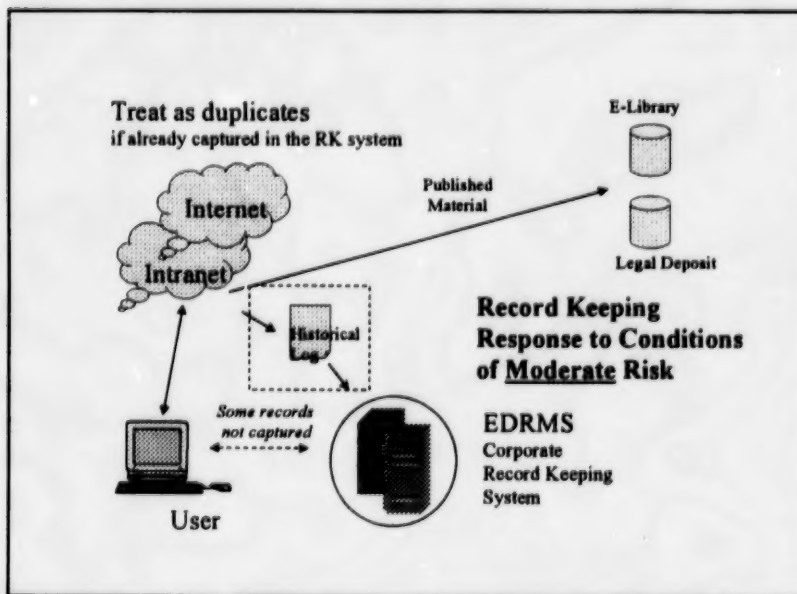 Treat as duplicates
if already captured in the RK system
E-Library
Internet
Published
Material
Intranet
Legal Deposit
Historical
Log
Record Keeping
Response to Conditions
of Moderate Risk
Some records
not captured
EDRMS
Corporate
Record Keeping
System
User